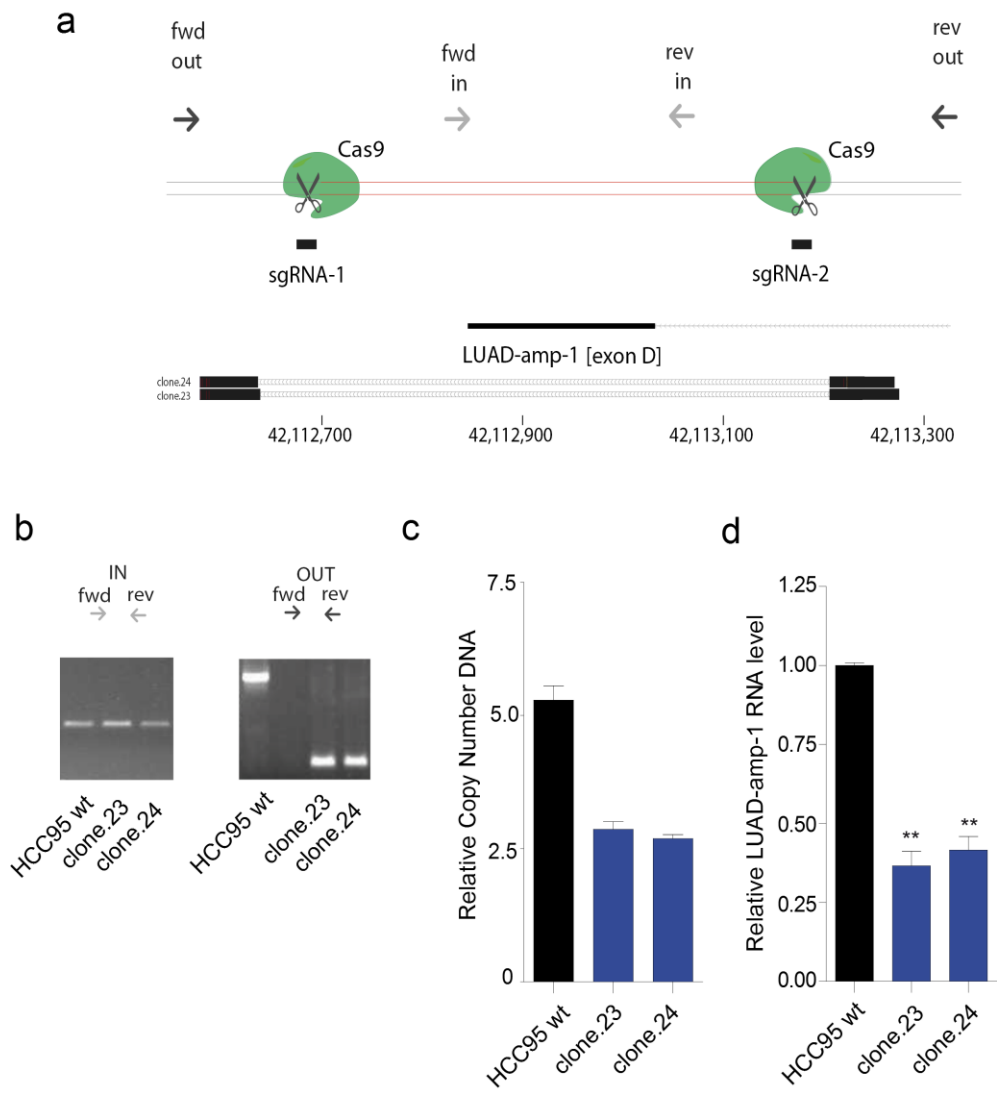 a
fwd
out
fwd
in
rev
in
rev
out
Cas9
Cas9
sgRNA-1
sgRNA-2
LUAD-amp-1 [exon D]
clone.24
clone.23
42,112,700
42,112,900
42,113,100
42,113,300
b
IN
fwd rev
OUT
fwd rev
HCC95 wt
clone.23
clone.24
HCC95 wt
clone.23
clone.24
c
Relative Copy Number DNA
7.5
5.0
2.5
0
HCC95 wt
clone.23
clone.24
d
Relative LUAD-amp-1 RNA level
1.25
1.00
0.75
0.50
0.25
0.00
**
**
HCC95 wt
clone.23
clone.24